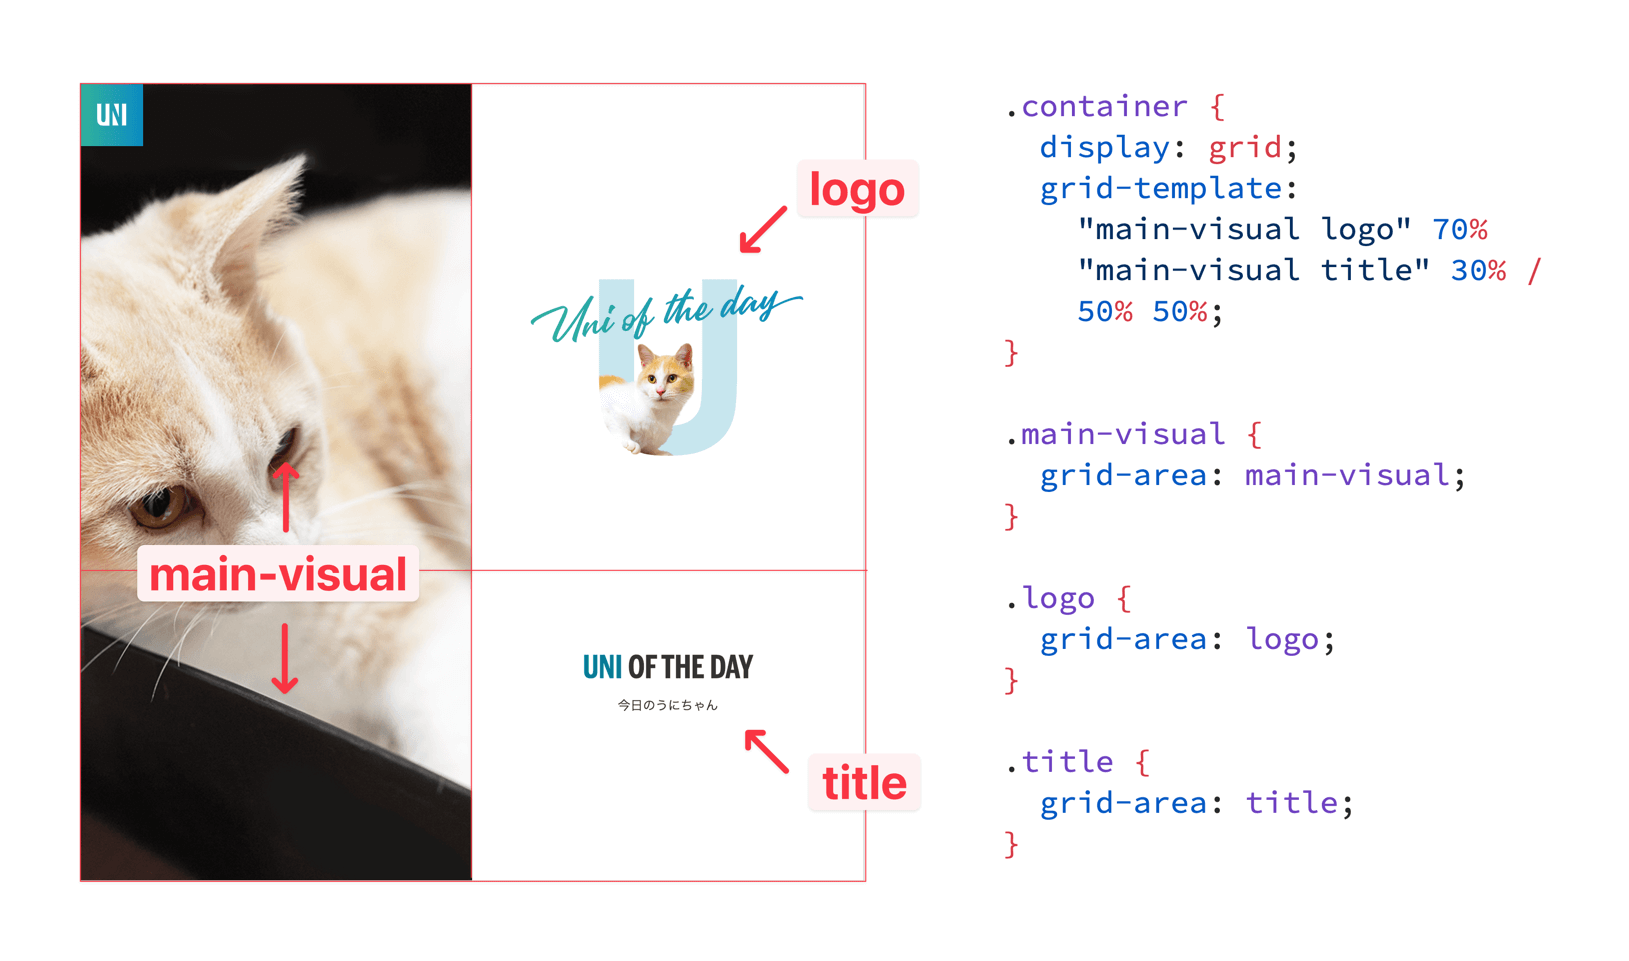 UNI
logo
Uni of the day
U
main-visual
UNI OF THE DAY
今日のうにちゃん
title
.container {
display: grid;
grid-template:
"main-visual logo" 70%
"main-visual title" 30% /
50% 50%;
}
.main-visual {
grid-area: main-visual;
}
.logo {
grid-area: logo;
}
.title {
grid-area: title;
}